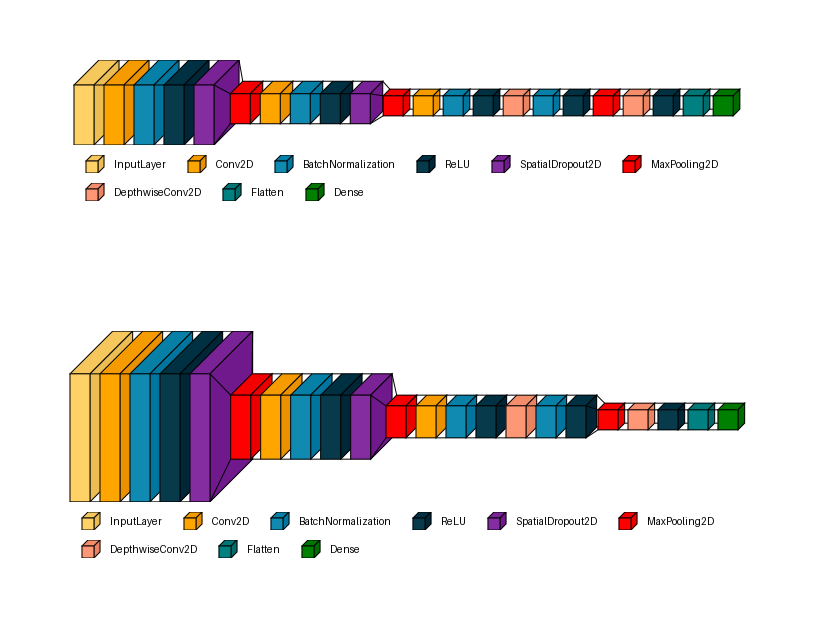 InputLayer Conv2D BatchNormalization ReLU SpatialDropout2D MaxPooling2D
DepthwiseConv2D Flatten Dense
InputLayer Conv2D BatchNormalization ReLU SpatialDropout2D MaxPooling2D
DepthwiseConv2D Flatten Dense